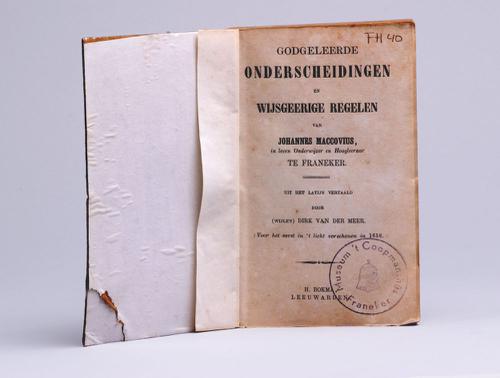 FH 40
GODGELEERDE
ONDERSCHEIDINGEN
EN
WIJSGEERIGE REGELEN
VAN
JOHANNES MACCOVIUS,
in leven Onderwijzer en Hoogleeraar
TE FRANEKER.
UIT HET LATIJN VERTAALD
DOOR
(WIJLEN) DIRK VAN DER MEER.
(Voor het eerst in 't licht verschenen in 1656.
H. BOKMA
LEEUWARDEN
Museum 't Coopmanshûs
Franeker